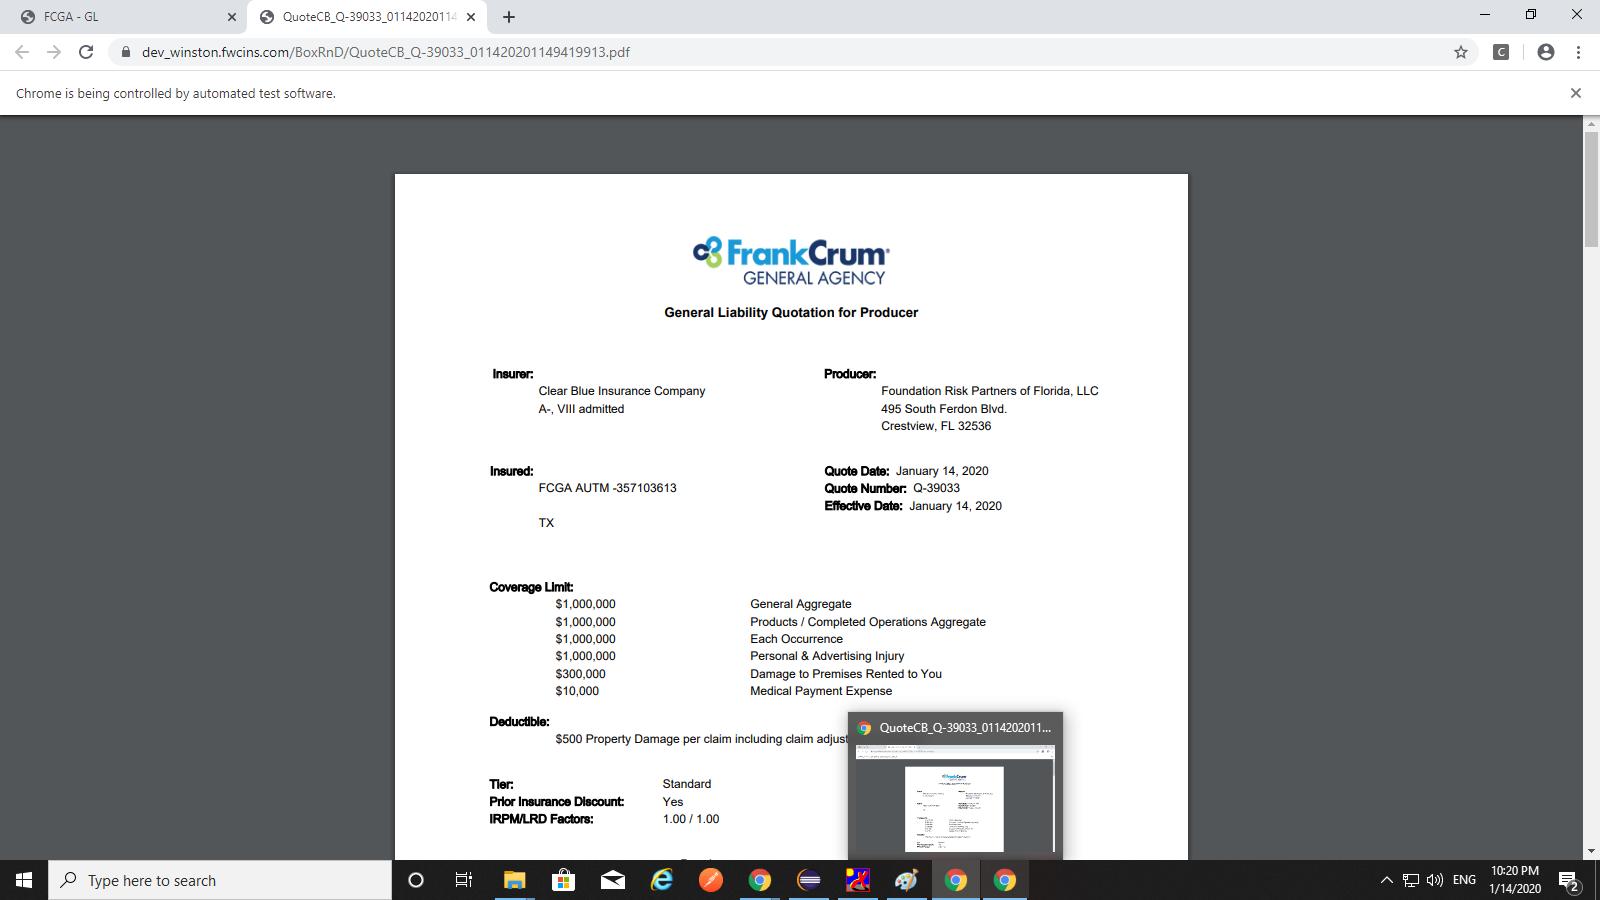 FCGA - GL
QuoteCB_Q-39033_0114202011
dev_winston.fwcins.com/BoxRnD/QuoteCB_Q-39033_011420201149419913.pdf
C
Chrome is being controlled by automated test software.
FrankCrum
GENERAL AGENCY
General Liability Quotation for Producer
Insurer:
Clear Blue Insurance Company
A-, VIII admitted
Producer:
Foundation Risk Partners of Florida, LLC
495 South Ferdon Blvd.
Crestview, FL 32536
Insured:
FCGA AUTM -357103613
TX
Quote Date: January 14, 2020
Quote Number: Q-39033
Effective Date: January 14, 2020
Coverage Limit:
$1,000,000 General Aggregate
$1,000,000 Products / Completed Operations Aggregate
$1,000,000 Each Occurrence
$1,000,000 Personal & Advertising Injury
$300,000 Damage to Premises Rented to You
$10,000 Medical Payment Expense
Deductible:
$500 Property Damage per claim including claim adjust
Tier: Standard
Prior Insurance Discount: Yes
IRPM/LRD Factors: 1.00 / 1.00
QuoteCB_Q-39033_0114202011...
FrankCrum
Type here to search
ENG
10:20 PM
1/14/2020
2